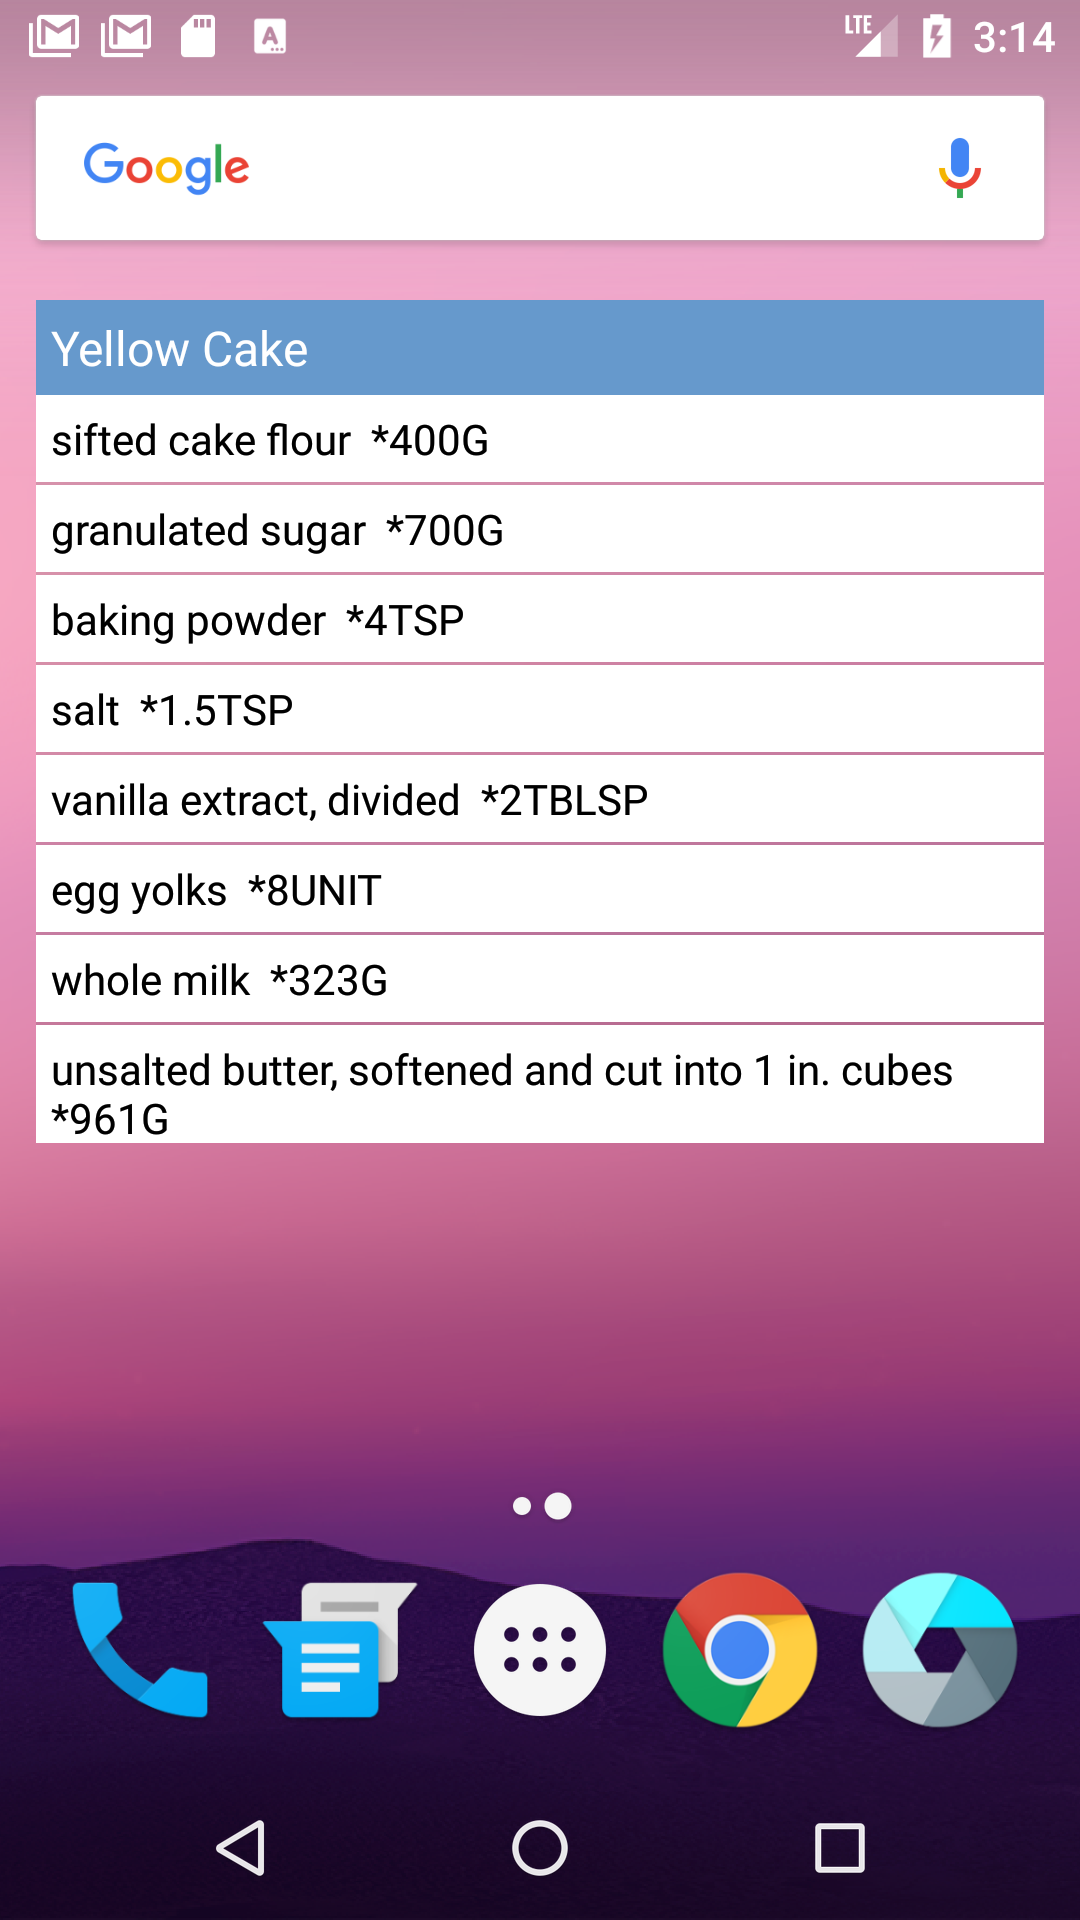 LTE 3:14
Google
Yellow Cake
sifted cake flour  *400G
granulated sugar  *700G
baking powder  *4TSP
salt  *1.5TSP
vanilla extract, divided  *2TBLSP
egg yolks  *8UNIT
whole milk  *323G
unsalted butter, softened and cut into 1 in. cubes
*961G